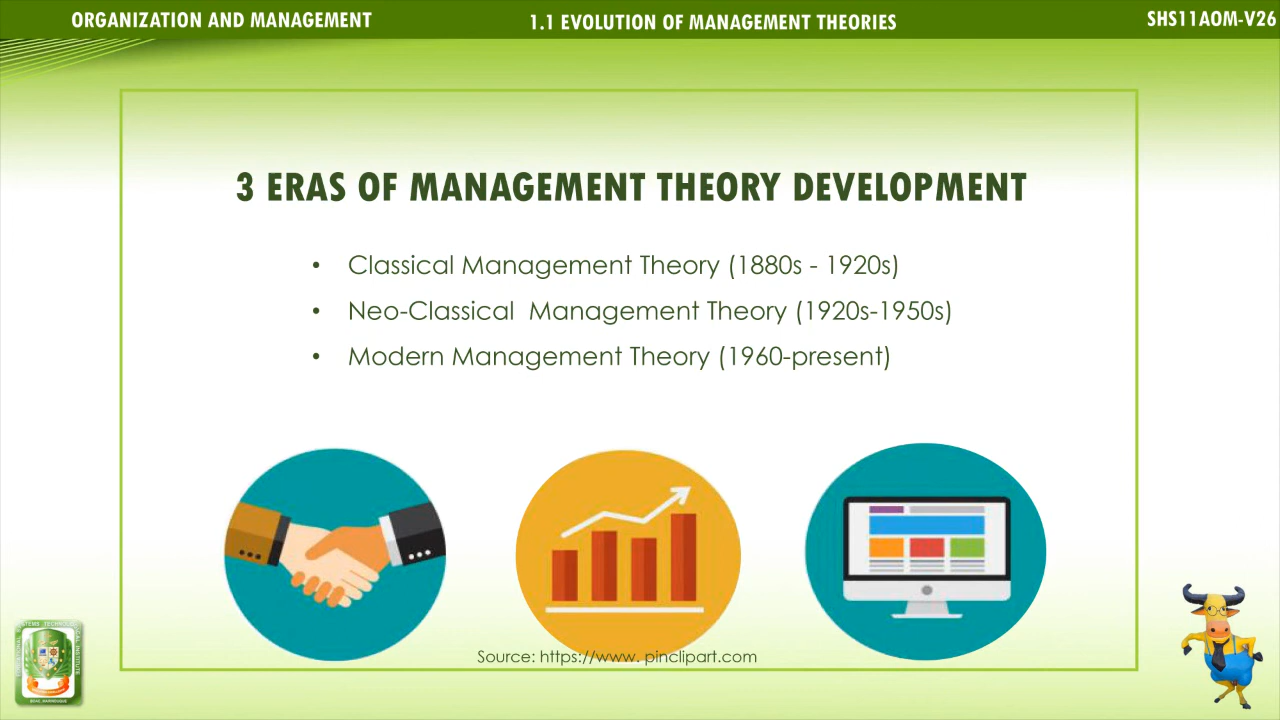 ORGANIZATION AND MANAGEMENT
1.1 EVOLUTION OF MANAGEMENT THEORIES
SHS11AOM-V26
3 ERAS OF MANAGEMENT THEORY DEVELOPMENT
• Classical Management Theory (1880s - 1920s)
• Neo-Classical Management Theory (1920s-1950s)
• Modern Management Theory (1960-present)
Source: https://www. pinclipart.com
BOAC, MARINDUQUE